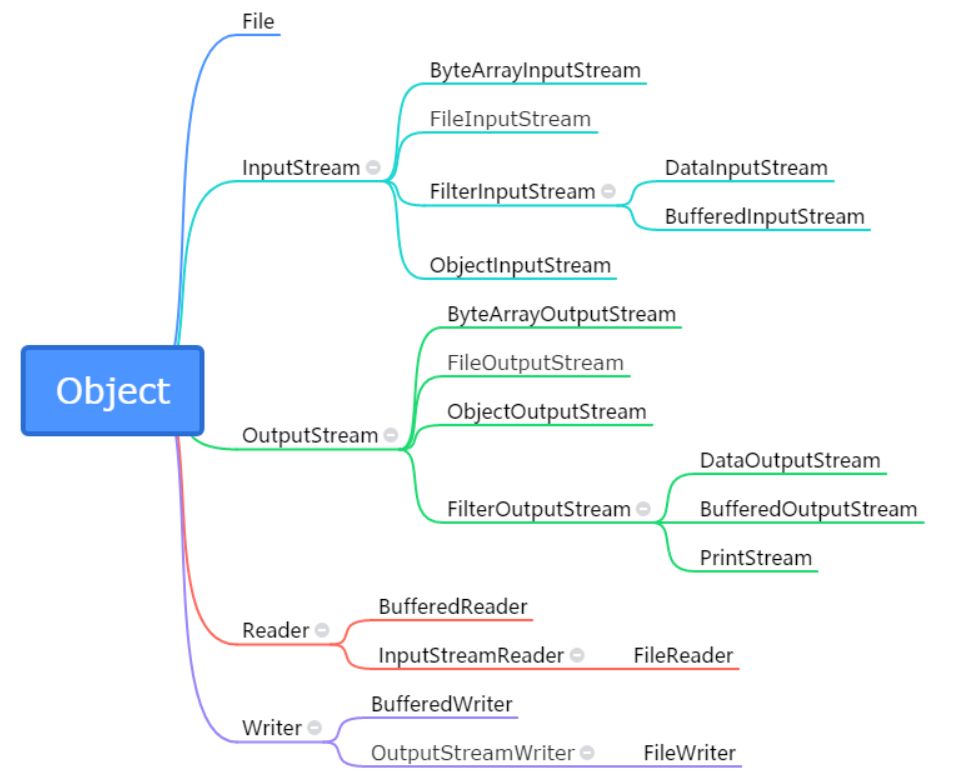 File
ByteArrayInputStream
FileInputStream
InputStream
DataInputStream
FilterInputStream
BufferedInputStream
ObjectInputStream
ByteArrayOutputStream
FileOutputStream
Object
ObjectOutputStream
OutputStream
DataOutputStream
FilterOutputStream
BufferedOutputStream
PrintStream
BufferedReader
Reader
InputStreamReader
FileReader
BufferedWriter
Writer
OutputStreamWriter
FileWriter